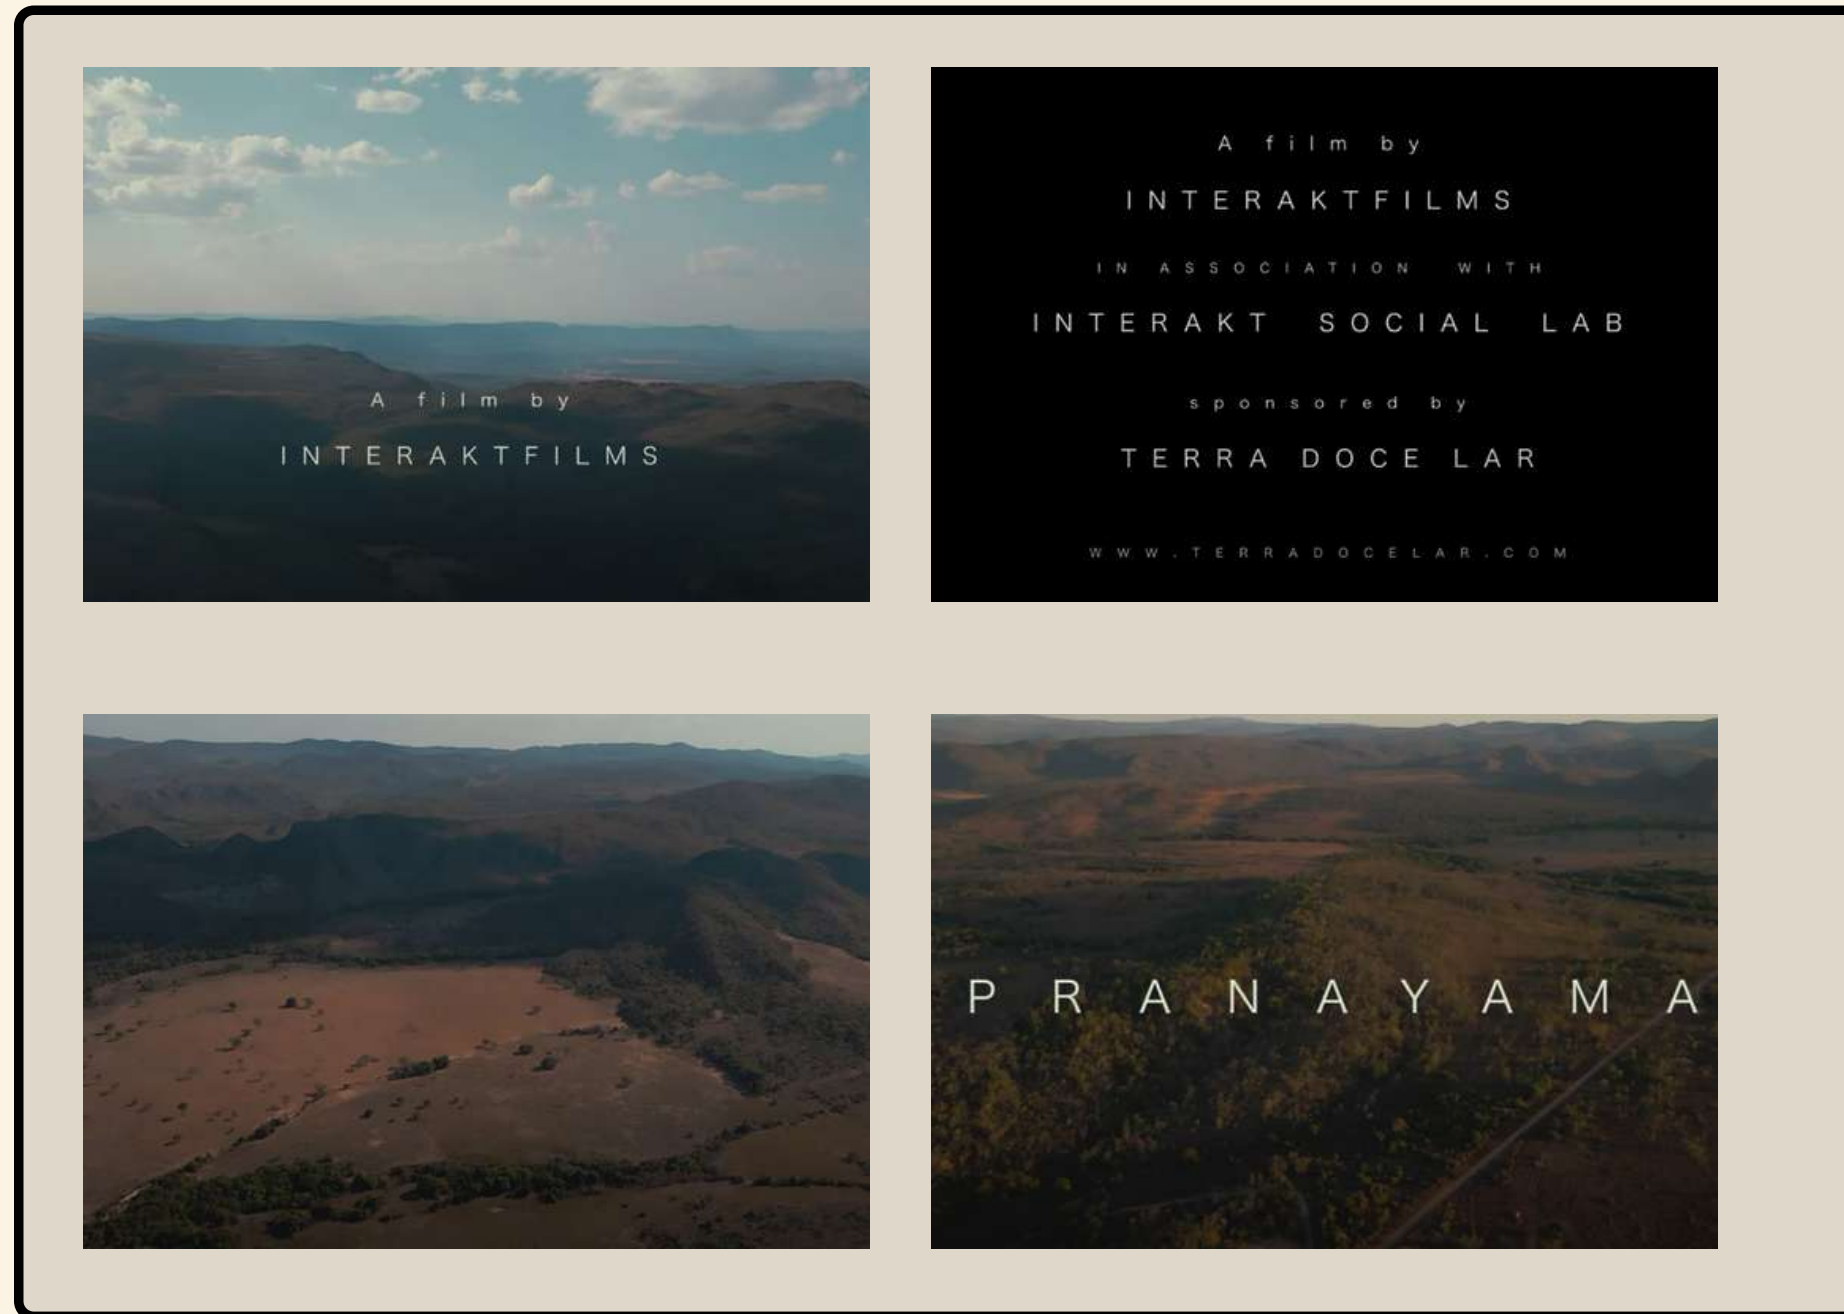 A film by
INTERAKTFILMS
A film by
INTERAKTFILMS
IN ASSOCIATION WITH
INTERAKT SOCIAL LAB
sponsored by
TERRA DOCE LAR
WWW.TERRADOCELAR.COM
PRANAYAMA